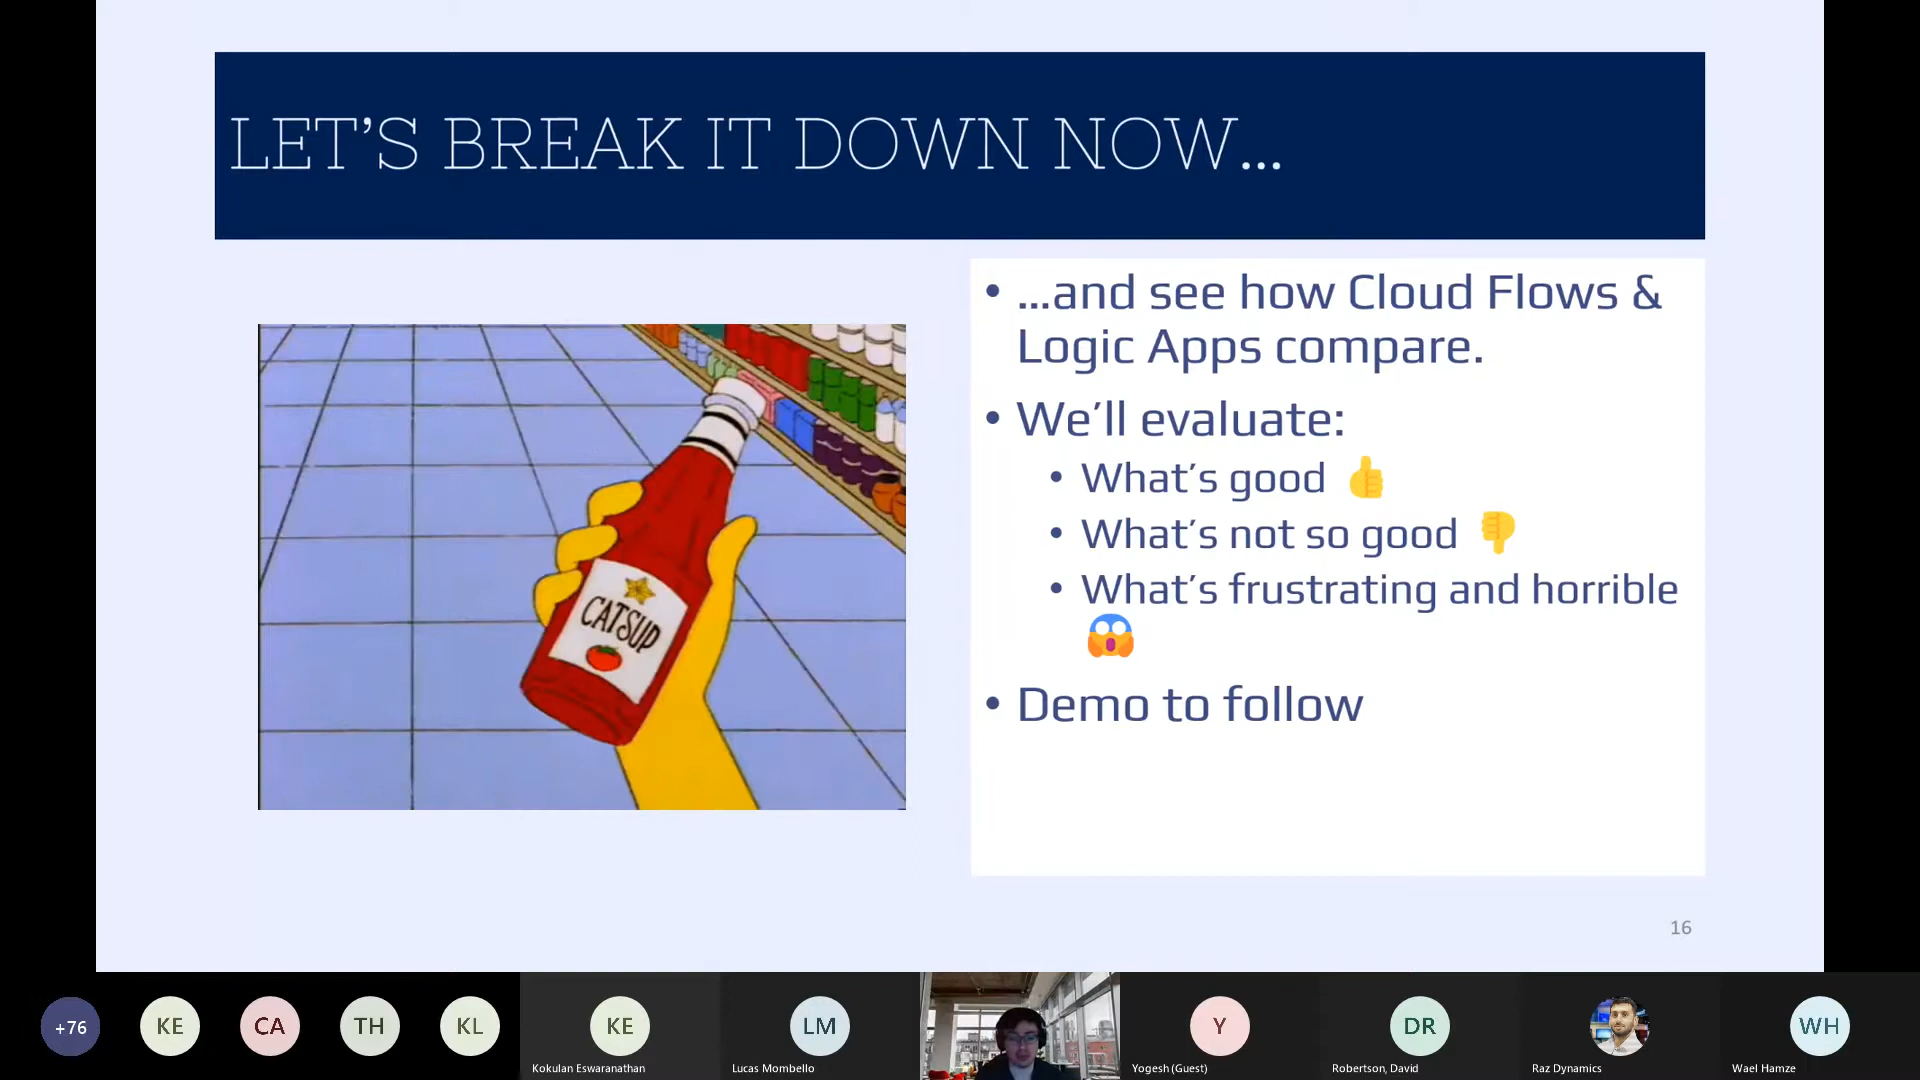 LET’S BREAK IT DOWN NOW…
CATSUP
• …and see how Cloud Flows &
Logic Apps compare.
• We’ll evaluate:
• What’s good 👍
• What’s not so good 👎
• What’s frustrating and horrible
😱
• Demo to follow
16
+76
KE
CA
TH
KL
KE
Kokulan Eswaranathan
LM
Lucas Mombello
Y
Yogesh (Guest)
DR
Robertson, David
Raz Dynamics
WH
Wael Hamze